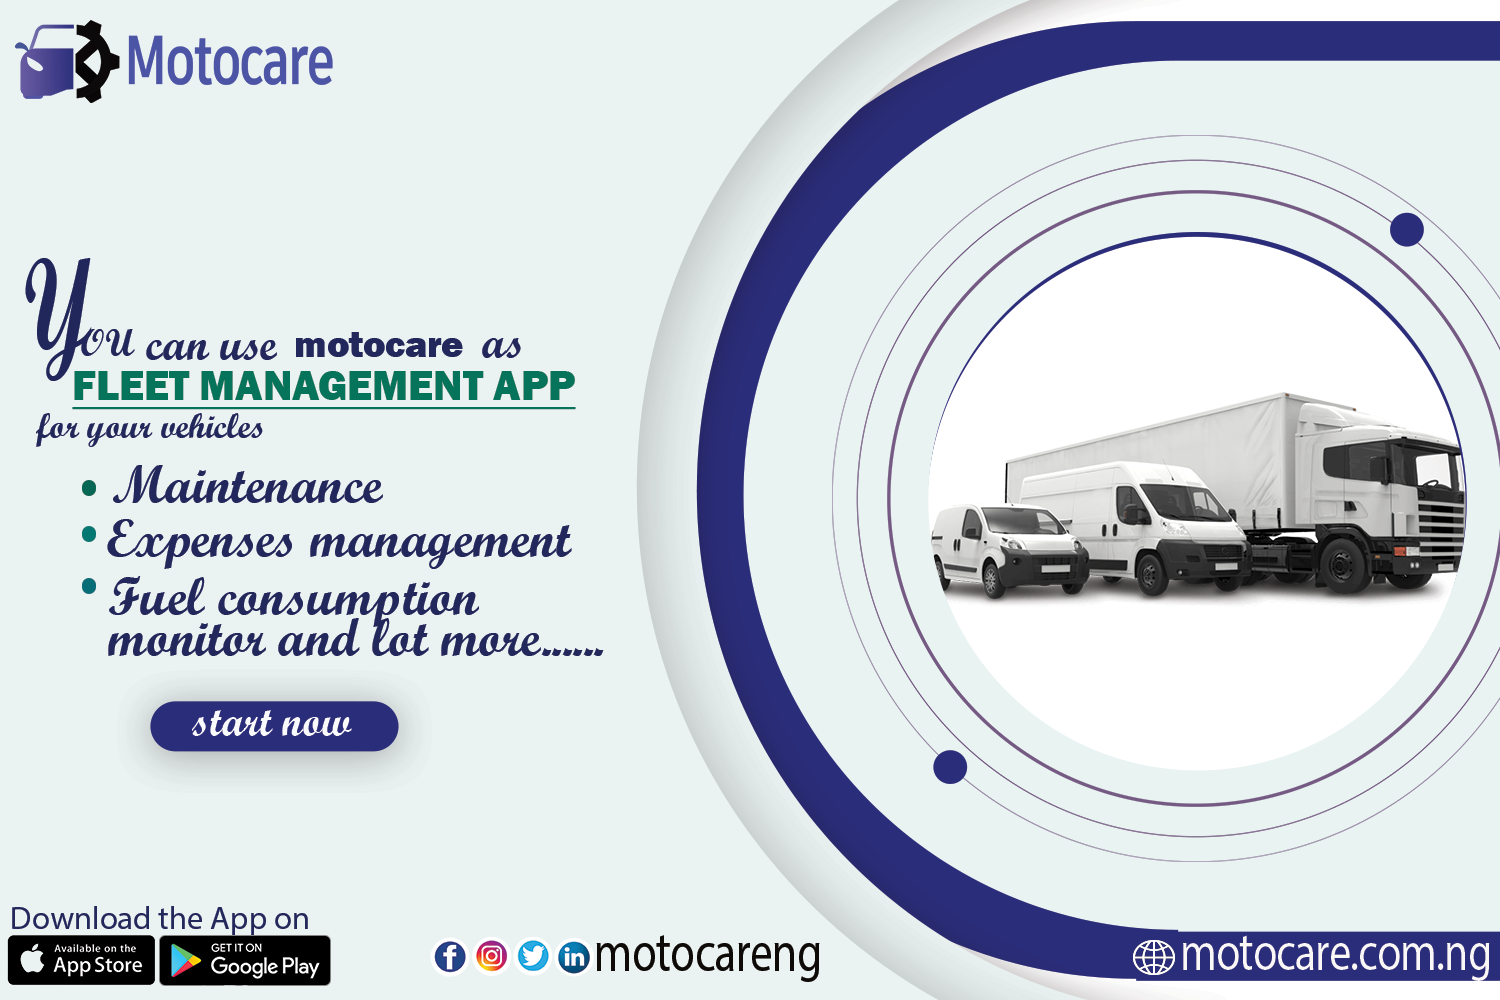 Motocare
You can use motocare as
FLEET MANAGEMENT APP
for your vehicles
• Maintenance
• Expenses management
• Fuel consumption
monitor and lot more......
start now
Download the App on
Available on the
App Store
GET IT ON
Google Play
motocareng
motocare.com.ng